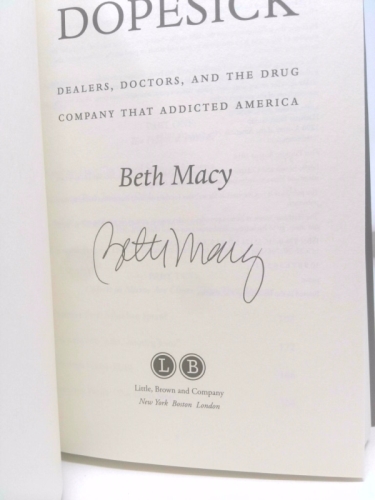 DOPESICK
DEALERS, DOCTORS, AND THE DRUG
COMPANY THAT ADDICTED AMERICA
Beth Macy
Beth Macy
L B
Little, Brown and Company
New York Boston London